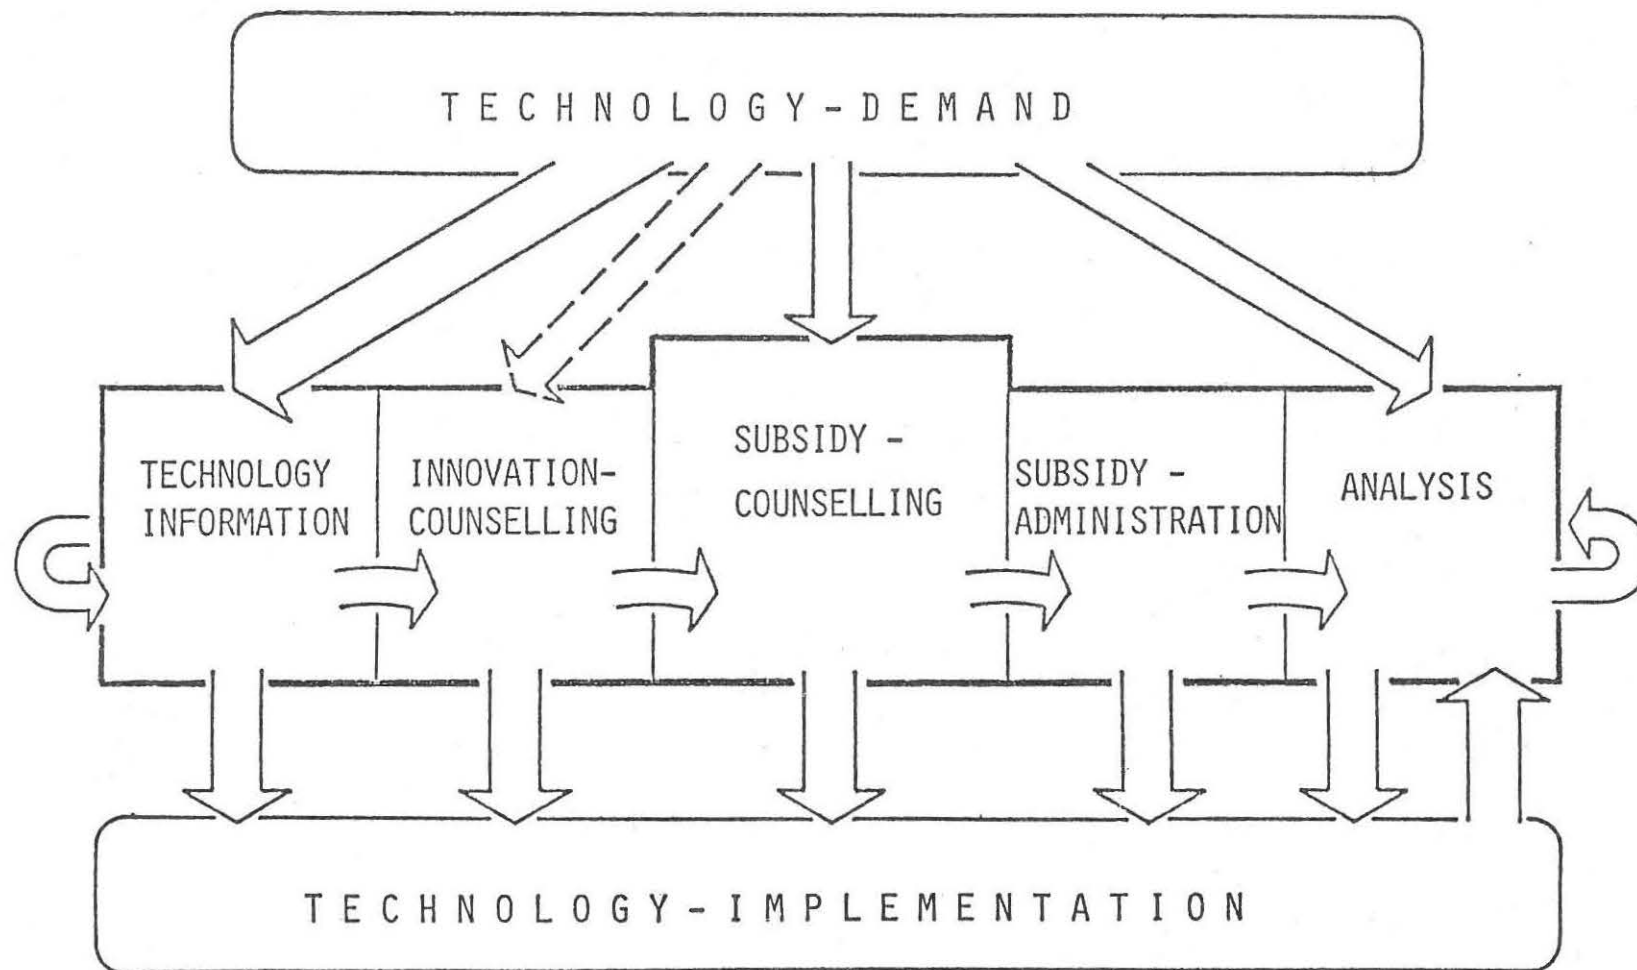 TECHNOLOGY-DEMAND
TECHNOLOGY
INFORMATION
INNOVATION-
COUNSELLING
SUBSIDY -
COUNSELLING
SUBSIDY -
ADMINISTRATION
ANALYSIS
TECHNOLOGY-IMPLEMENTATION